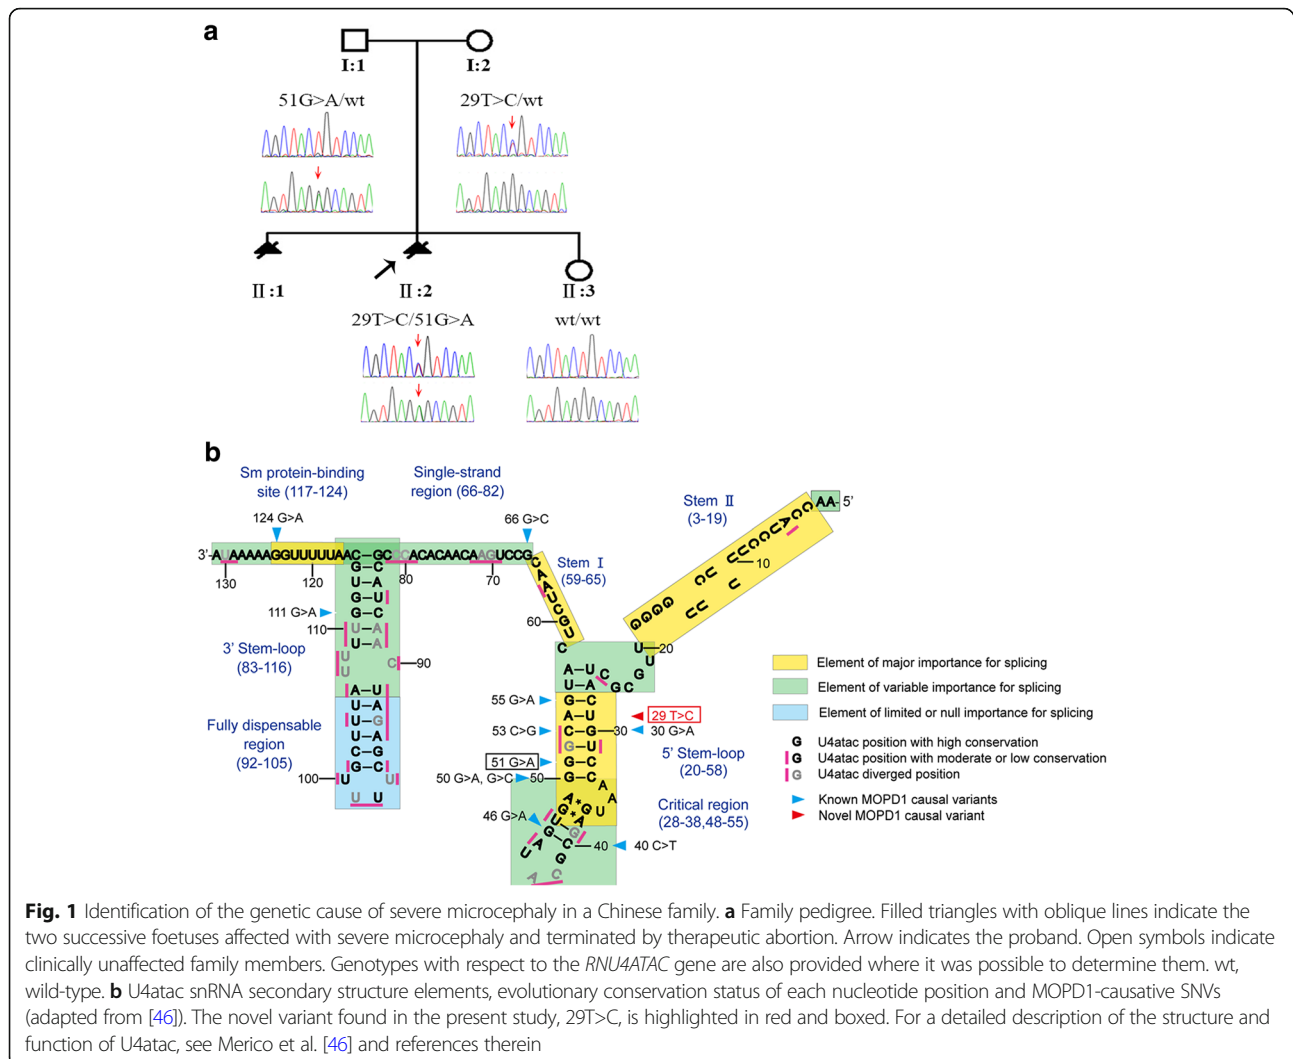 a
I:1
I:2
51G>A/wt
29T>C/wt
II:1
II:2
II:3
29T>C/51G>A
wt/wt
b
Sm protein-binding
site (117-124)
Single-strand
region (66-82)
Stem II
(3-19)
124 G>A
66 G>C
AA-5'
3'-AUAAAAAGGUUUUUAAC–GCCCACACAACAAGUCCG
130
120
80
70
10
Stem I
(59-65)
60
111 G>A
110
3' Stem-loop
(83-116)
90
20
Fully dispensable
region
(92-105)
100
55 G>A
53 C>G
51 G>A
50 G>A, G>C
50
46 G>A
29 T>C
30
30 G>A
5' Stem-loop
(20-58)
Critical region
(28-38,48-55)
40
40 C>T
Element of major importance for splicing
Element of variable importance for splicing
Element of limited or null importance for splicing
G U4atac position with high conservation
G U4atac position with moderate or low conservation
G U4atac diverged position
Known MOPD1 causal variants
Novel MOPD1 causal variant
Fig. 1 Identification of the genetic cause of severe microcephaly in a Chinese family. a Family pedigree. Filled triangles with oblique lines indicate the
two successive foetuses affected with severe microcephaly and terminated by therapeutic abortion. Arrow indicates the proband. Open symbols indicate
clinically unaffected family members. Genotypes with respect to the RNU4ATAC gene are also provided where it was possible to determine them. wt,
wild-type. b U4atac snRNA secondary structure elements, evolutionary conservation status of each nucleotide position and MOPD1-causative SNVs
(adapted from [46]). The novel variant found in the present study, 29T>C, is highlighted in red and boxed. For a detailed description of the structure and
function of U4atac, see Merico et al. [46] and references therein